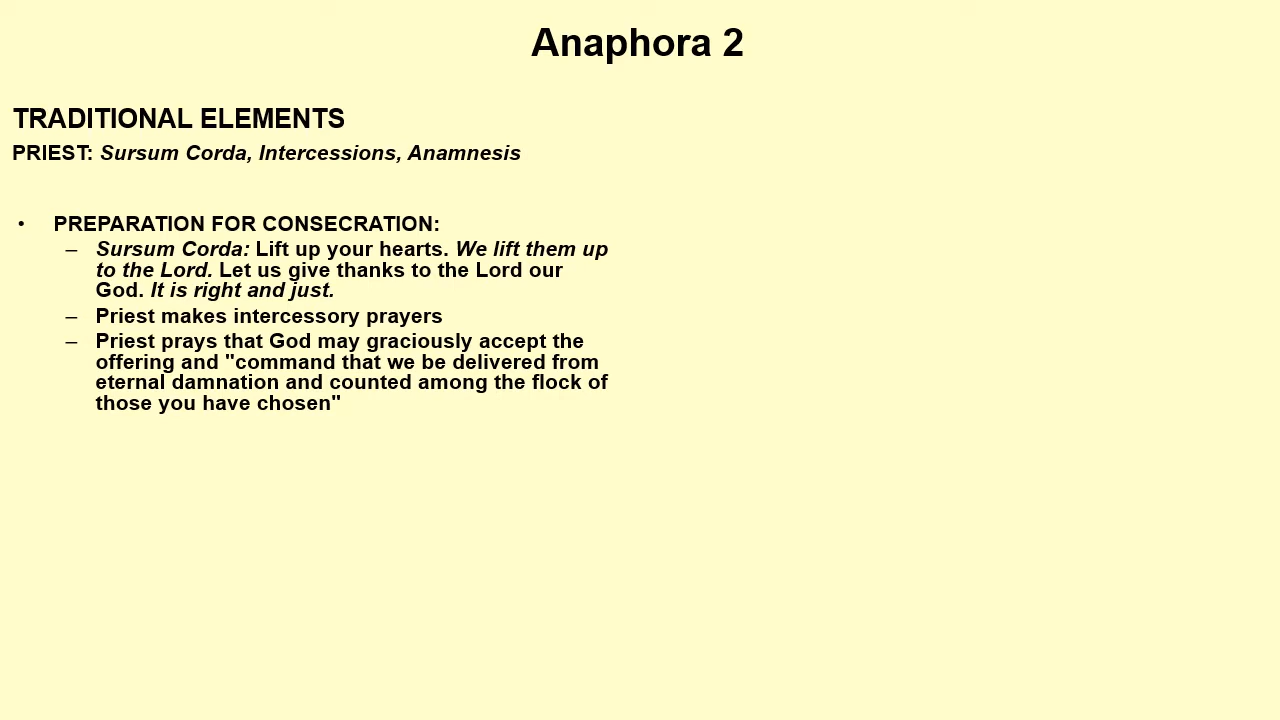 Anaphora 2
TRADITIONAL ELEMENTS
PRIEST: Sursum Corda, Intercessions, Anamnesis
• PREPARATION FOR CONSECRATION:
– Sursum Corda: Lift up your hearts. We lift them up
to the Lord. Let us give thanks to the Lord our
God. It is right and just.
– Priest makes intercessory prayers
– Priest prays that God may graciously accept the
offering and "command that we be delivered from
eternal damnation and counted among the flock of
those you have chosen"